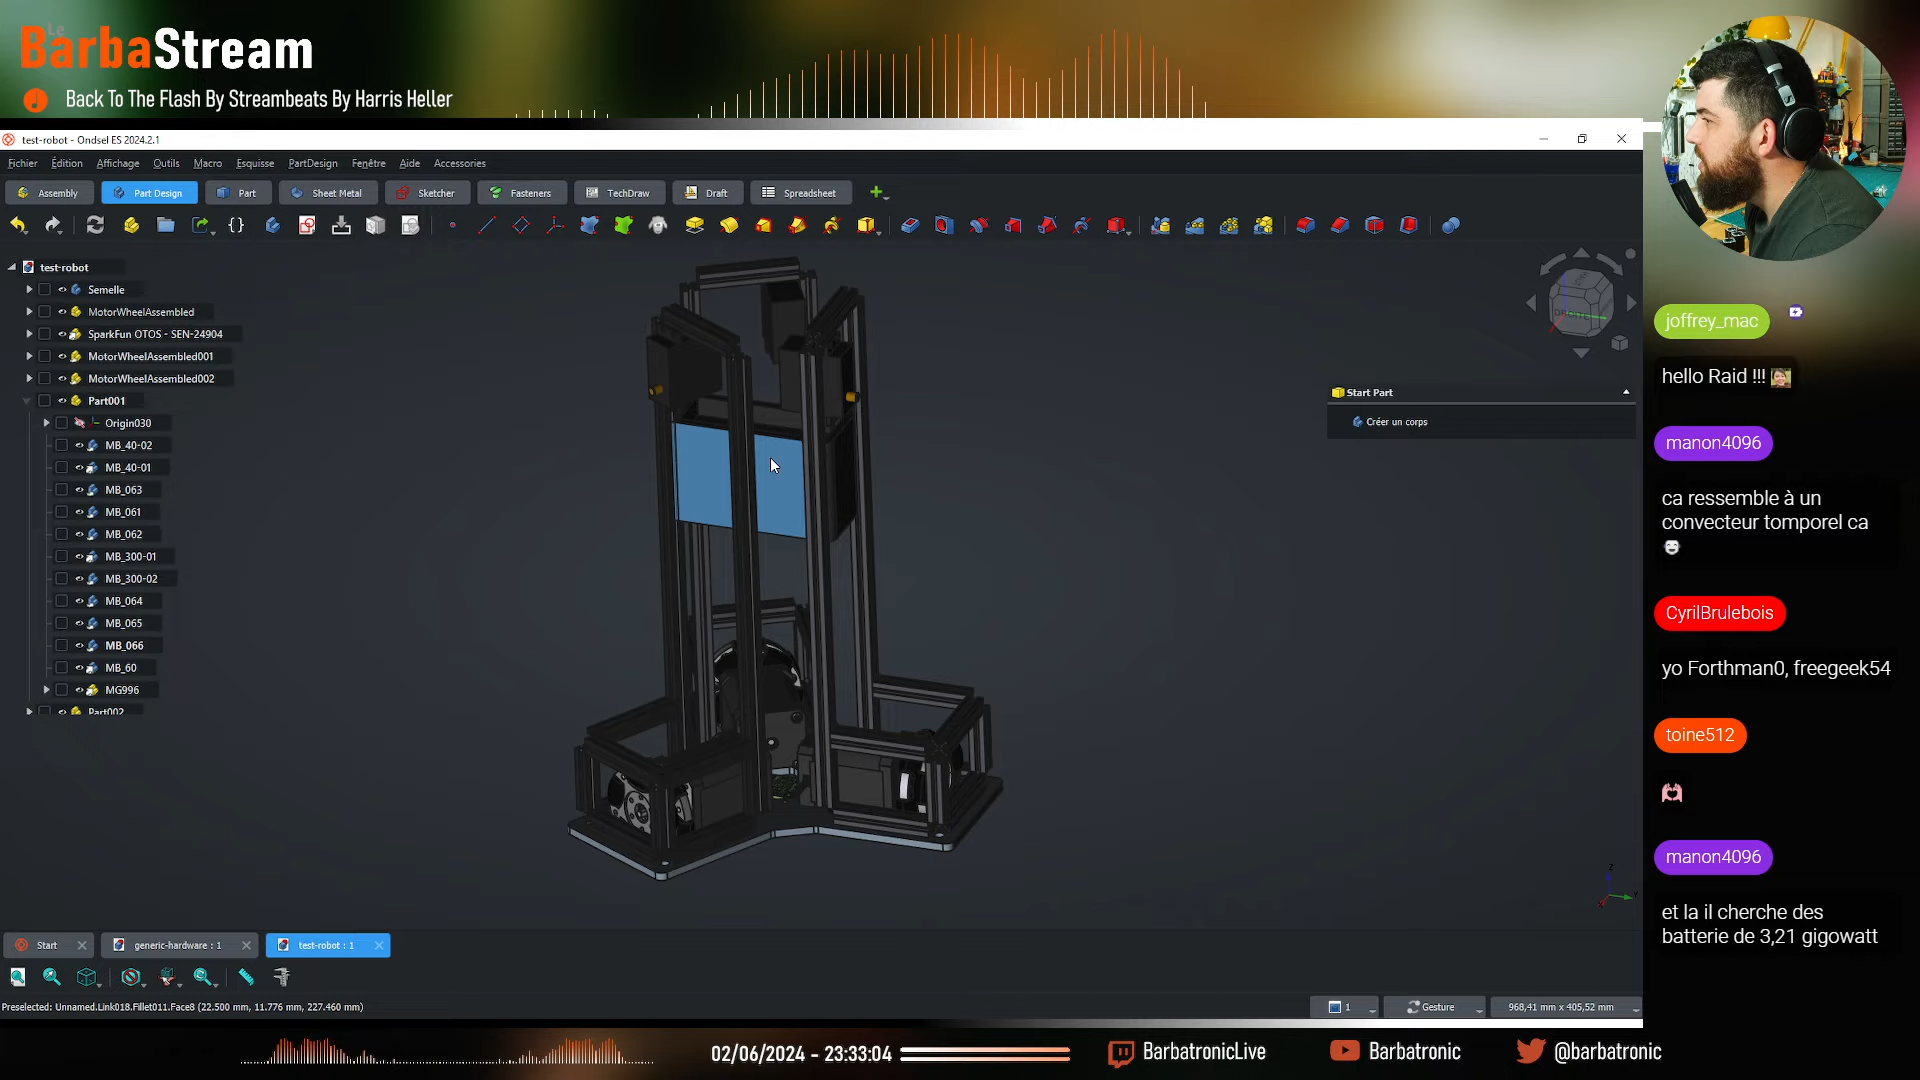 Le
BarbaStream
Back To The Flash By Streambeats By Harris Heller
test-robot - Ondsel ES 2024.2.1
Fichier Édition Affichage Outils Macro Esquisse PartDesign Fenêtre Aide Accessories
Assembly Part Design Part Sheet Metal Sketcher Fasteners TechDraw Draft Spreadsheet
test-robot
Semelle
MotorWheelAssembled
SparkFun OTOS - SEN-24904
MotorWheelAssembled001
MotorWheelAssembled002
Part001
Origin030
MB_40-02
MB_40-01
MB_063
MB_061
MB_062
MB_300-01
MB_300-02
MB_064
MB_065
MB_066
MB_60
MG996
Part002
DROITE
Start Part
Créer un corps
Z
Start generic-hardware : 1 test-robot : 1
Preselected: Unnamed.Link018.Fillet011.Face8 (22.500 mm, 11.776 mm, 227.460 mm)
1 Gesture 968,41 mm x 405,52 mm
joffrey_mac
hello Raid !!!
manon4096
ca ressemble à un
convecteur tomporel ca
CyrilBrulebois
yo Forthman0, freegeek54
toine512
manon4096
et la il cherche des
batterie de 3,21 gigowatt
02/06/2024 - 23:33:04
BarbatronicLive
Barbatronic
@barbatronic